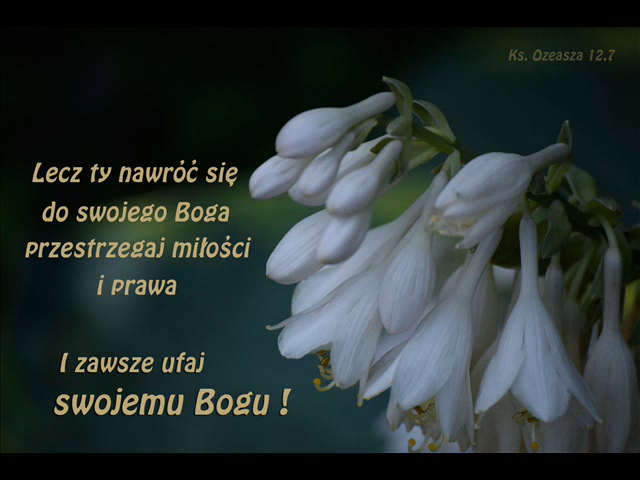 Ks. Ozeasza 12.7
Lecz ty nawróć się
do swojego Boga
przestrzegaj miłości
i prawa
I zawsze ufaj
swojemu Bogu !